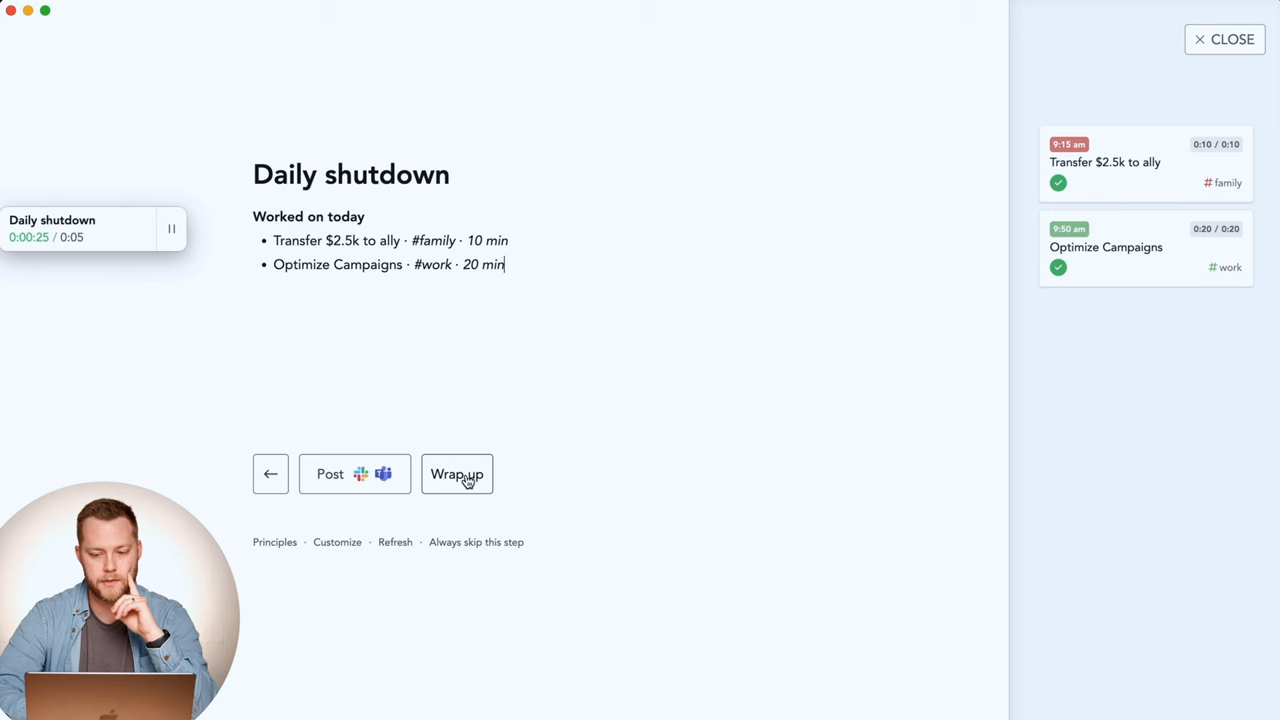 CLOSE
Daily shutdown
Worked on today
Transfer $2.5k to ally · #family · 10 min
Optimize Campaigns · #work · 20 min
Daily shutdown
0:00:25 / 0:05
9:15 am 0:10 / 0:10
Transfer $2.5k to ally
#family
9:50 am 0:20 / 0:20
Optimize Campaigns
#work
Post
Wrap up
Principles · Customize · Refresh · Always skip this step